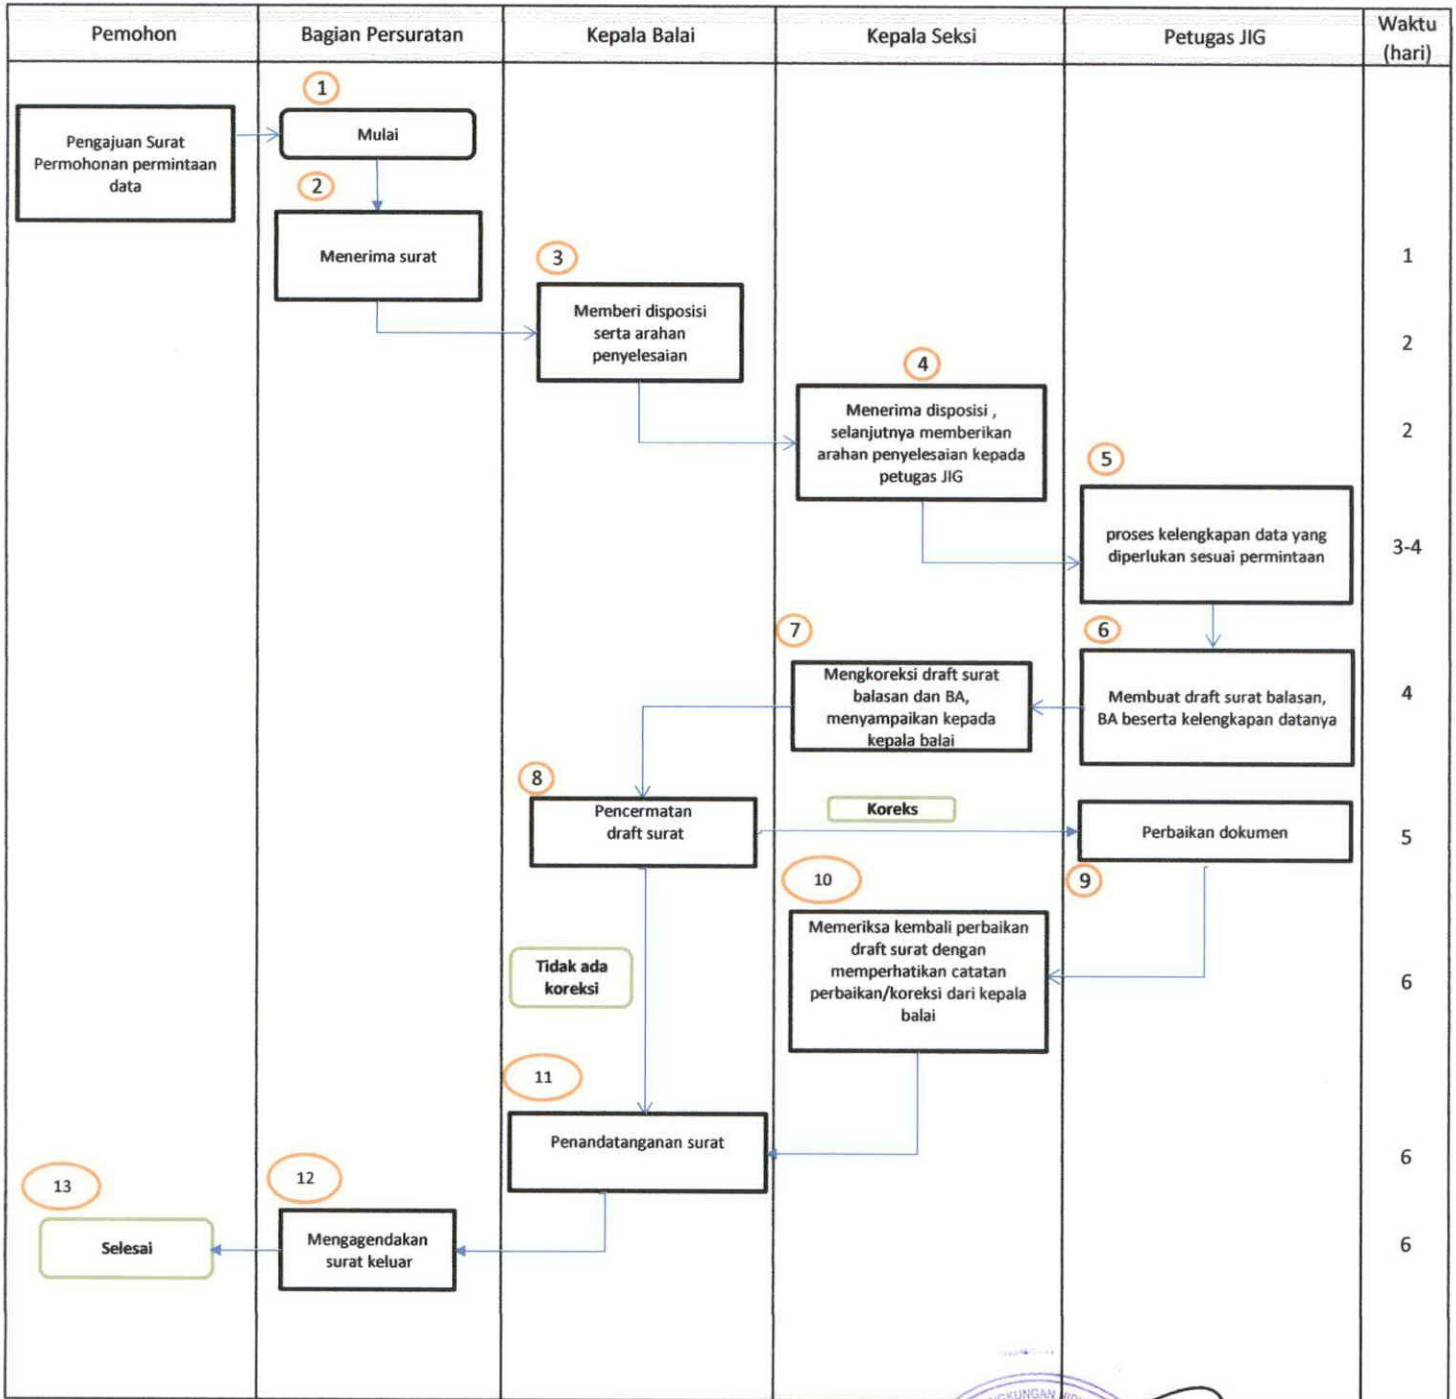 Pemohon
Bagian Persuratan
Kepala Balai
Kepala Seksi
Petugas JIG
Waktu
(hari)
1
Pengajuan Surat
Permohonan permintaan
data
Mulai
2
Menerima surat
3
1
Memberi disposisi
serta arahan
penyelesaian
2
4
Menerima disposisi ,
selanjutnya memberikan
arahan penyelesaian kepada
petugas JIG
2
5
proses kelengkapan data yang
diperlukan sesuai permintaan
3-4
7
6
Mengkoreksi draft surat
balasan dan BA,
menyampaikan kepada
kepala balai
Membuat draft surat balasan,
BA beserta kelengkapan datanya
4
8
Pencermatan
draft surat
Koreks
Perbaikan dokumen
5
10
9
Tidak ada
koreksi
Memeriksa kembali perbaikan
draft surat dengan
memperhatikan catatan
perbaikan/koreksi dari kepala
balai
6
11
Penandatanganan surat
6
13
12
Selesai
Mengagendakan
surat keluar
6